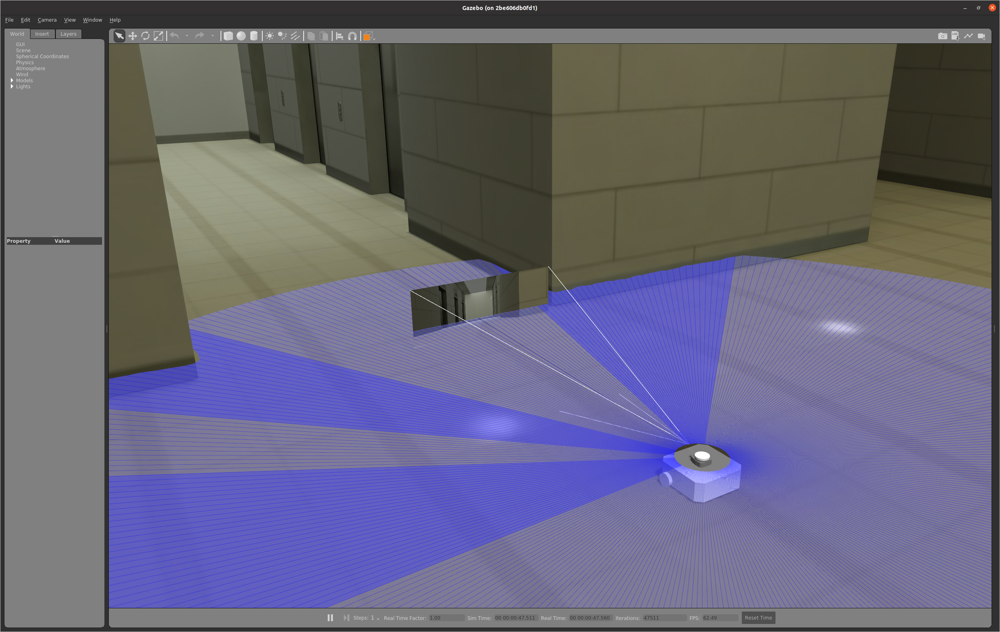 Gazebo (on 2be606db0fd1)
File Edit Camera View Window Help
World Insert Layers
LOG
GUI
Scene
Spherical Coordinates
Physics
Atmosphere
Wind
Models
Lights
Property Value
Steps: 1 Real Time Factor: 1.00 Sim Time: 00 00:00:47.511 Real Time: 00 00:00:47.560 Iterations: 47511 FPS: 62.49 Reset Time